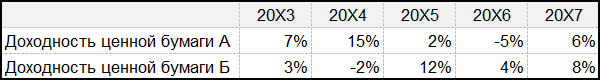 20X3 20X4 20X5 20X6 20X7
Доходность ценной бумаги А 7% 15% 2% -5% 6%
Доходность ценной бумаги Б 3% -2% 12% 4% 8%